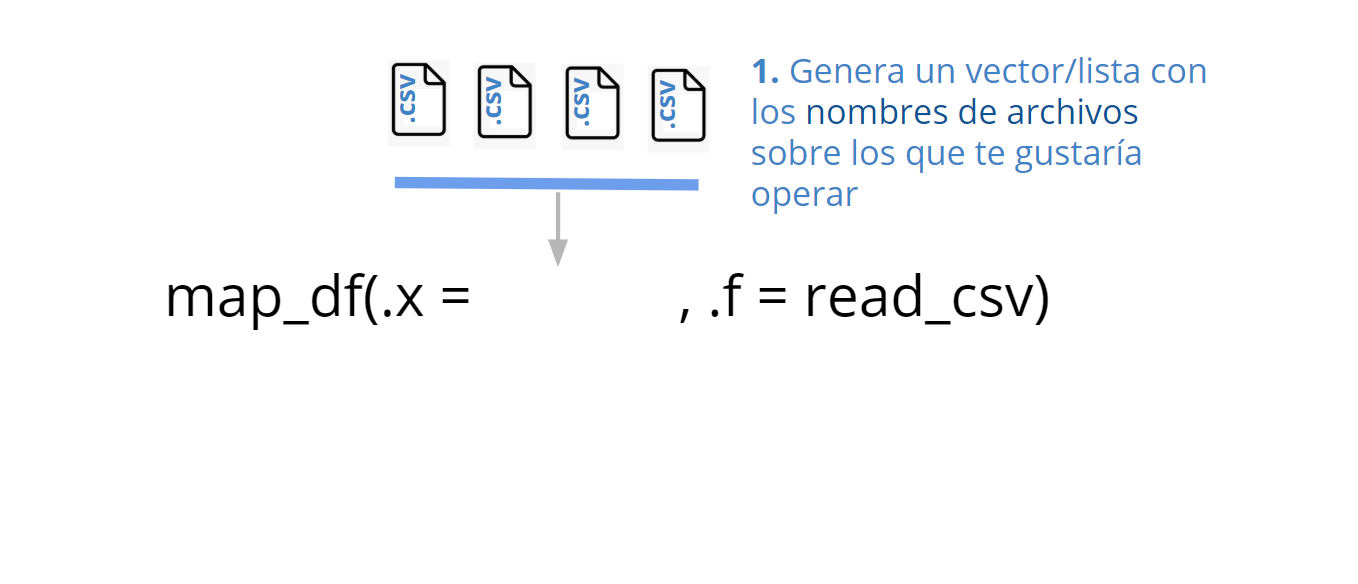 .csv
.csv
.csv
.csv
1. Genera un vector/lista con
los nombres de archivos
sobre los que te gustaría
operar
map_df(.x = , .f = read_csv)